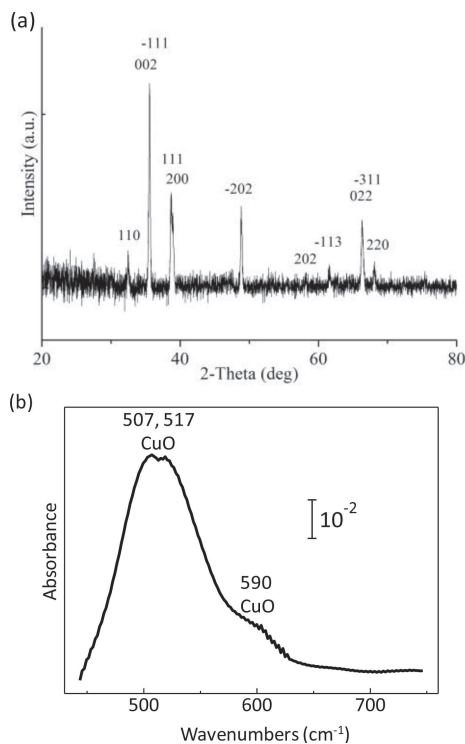 (a)
-111
002
111
200
-202
-311
022
110
202
-113
220
Intensity (a.u.)
20
40
60
80
2-Theta (deg)
(b)
507, 517
CuO
10⁻²
590
CuO
Absorbance
500
600
700
Wavenumbers (cm⁻¹)